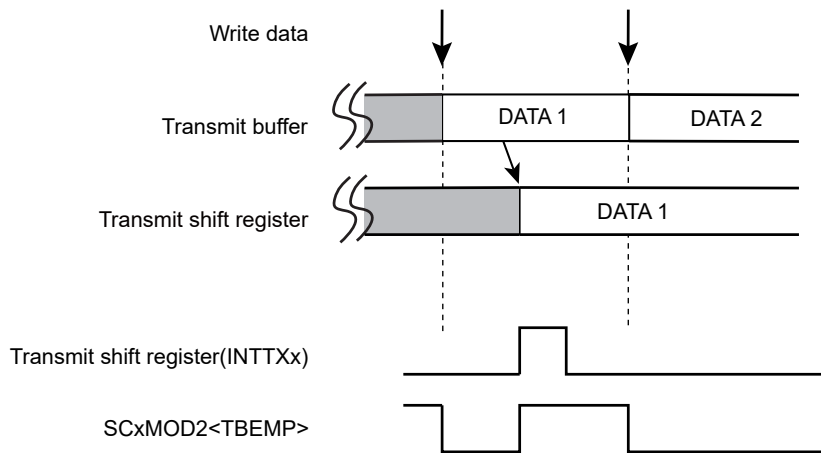 Write data
Transmit buffer
DATA 1
DATA 2
Transmit shift register
DATA 1
Transmit shift register(INTTXx)
SCxMOD2<TBEMP>